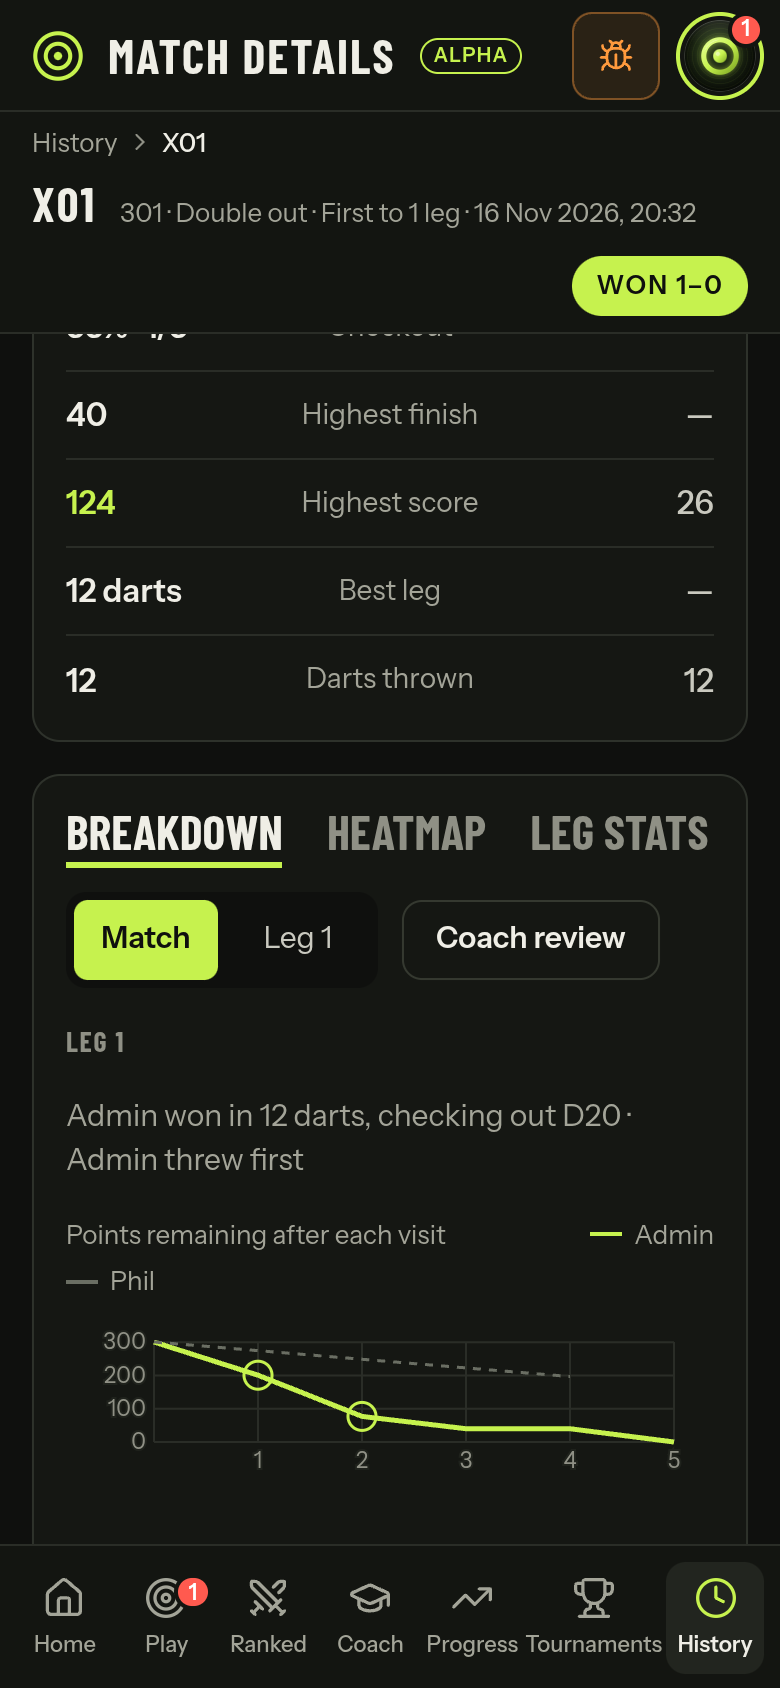 MATCH DETAILS ALPHA 1
History > X01
X01 301 · Double out · First to 1 leg · 16 Nov 2026, 20:32
WON 1–0
40 Highest finish —
124 Highest score 26
12 darts Best leg —
12 Darts thrown 12
BREAKDOWN HEATMAP LEG STATS
Match Leg 1 Coach review
LEG 1
Admin won in 12 darts, checking out D20 ·
Admin threw first
Points remaining after each visit — Admin
— Phil
300
200
100
0
1 2 3 4 5
1
Home Play Ranked Coach Progress Tournaments History